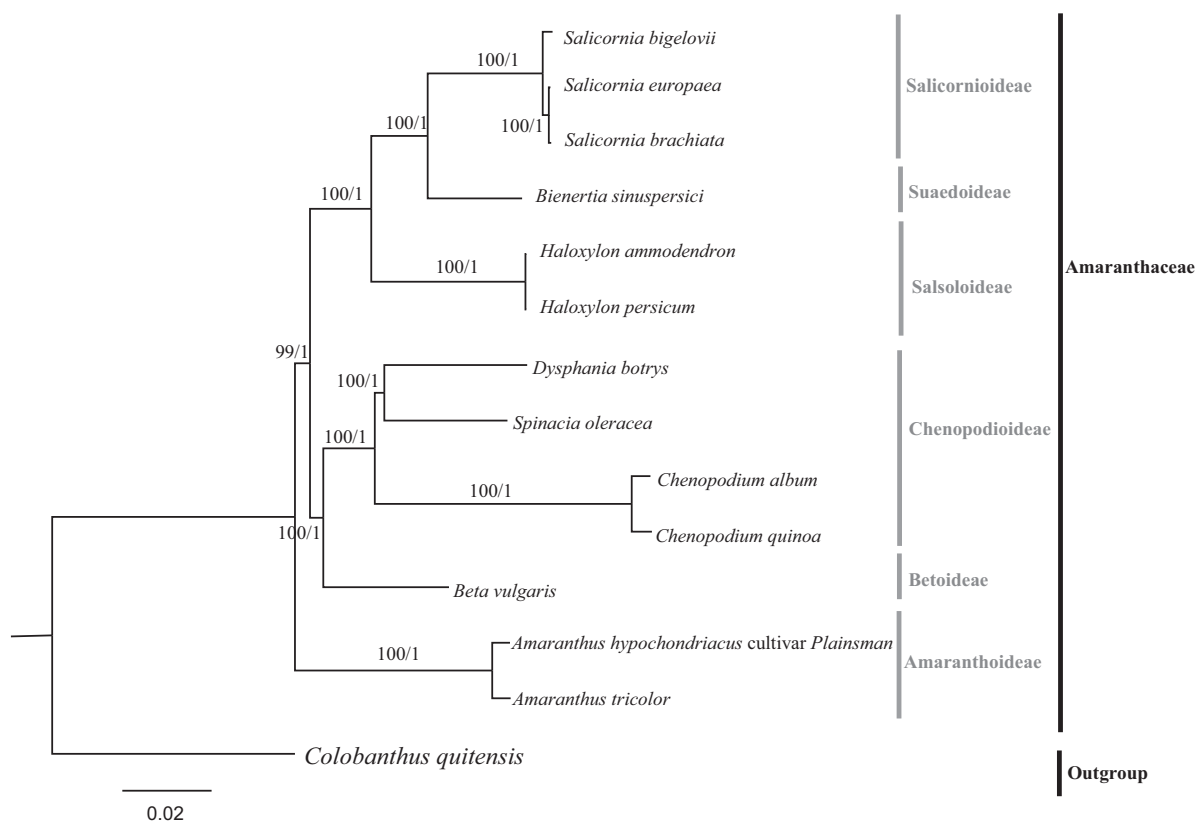 Salicornia bigelovii
100/1
Salicornia europaea
Salicornioideae
100/1
100/1
Salicornia brachiata
100/1
Bienertia sinuspersici
Suaedoideae
Haloxylon ammodendron
100/1
Amaranthaceae
Salsoloideae
Haloxylon persicum
99/1
Dysphania botrys
100/1
Spinacia oleracea
Chenopodioideae
100/1
Chenopodium album
100/1
100/1
Chenopodium quinoa
Betoideae
Beta vulgaris
Amaranthus hypochondriacus cultivar Plainsman
100/1
Amaranthoideae
Amaranthus tricolor
Colobanthus quitensis
Outgroup
0.02